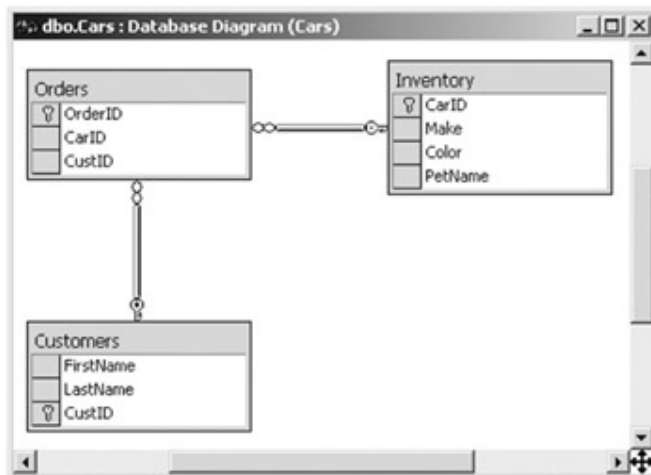 dbo.Cars : Database Diagram (Cars)
Orders
OrderID
CarID
CustID
Inventory
CarID
Make
Color
PetName
Customers
FirstName
LastName
CustID